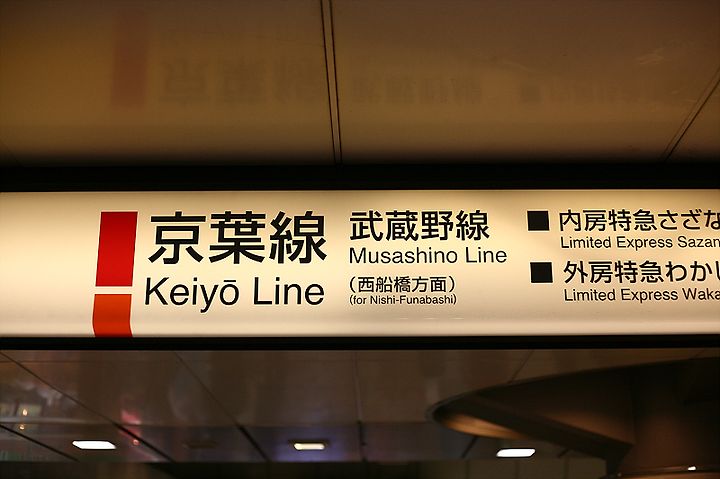 京葉線
Keiyō Line
武蔵野線
Musashino Line
(西船橋方面)
(for Nishi-Funabashi)
■ 内房特急さざな
Limited Express Sazan
■ 外房特急わかし
Limited Express Waka